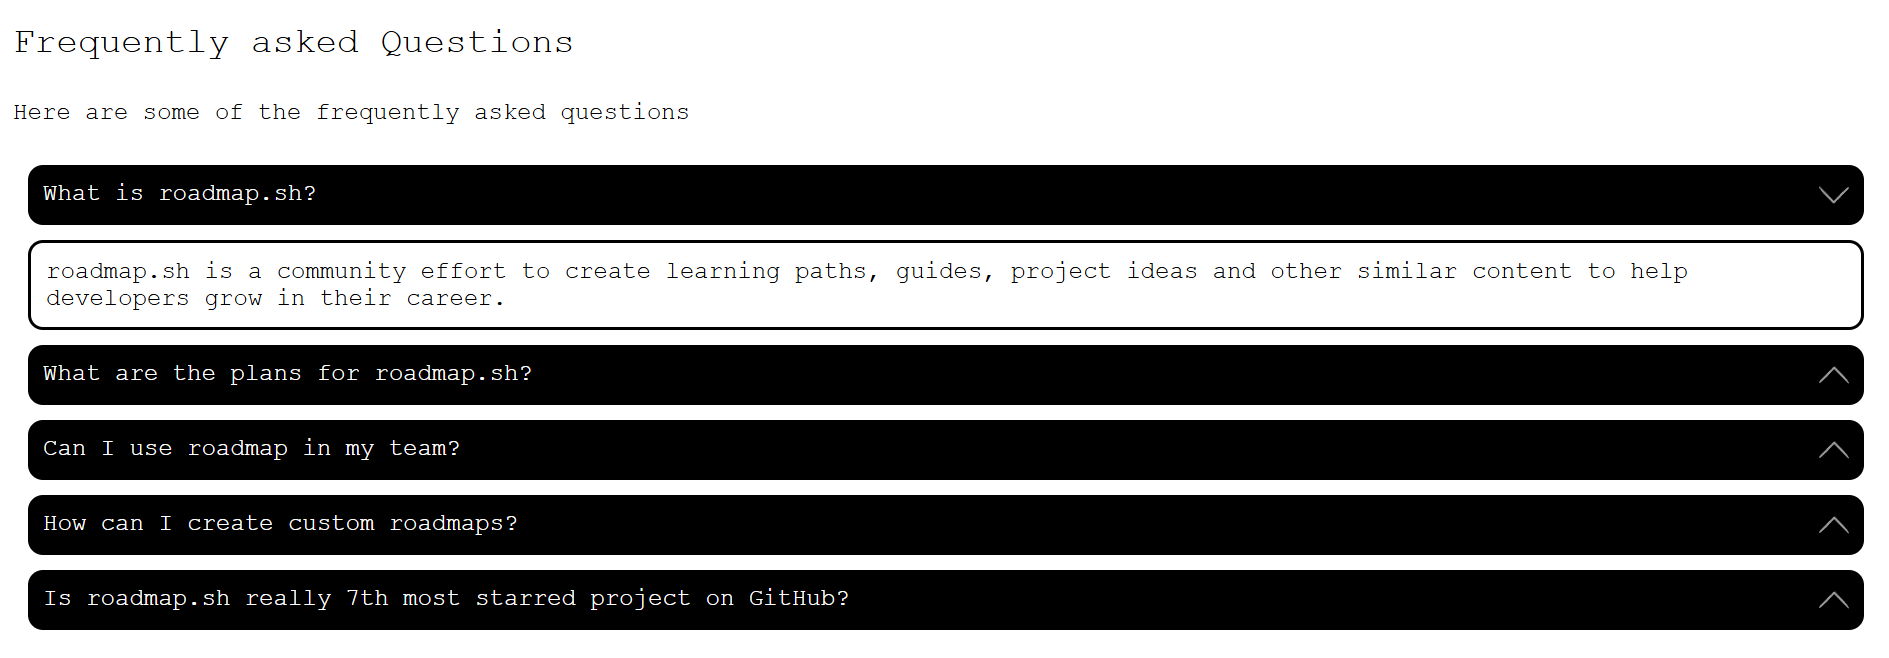 Frequently asked Questions
Here are some of the frequently asked questions
What is roadmap.sh?
roadmap.sh is a community effort to create learning paths, guides, project ideas and other similar content to help
developers grow in their career.
What are the plans for roadmap.sh?
Can I use roadmap in my team?
How can I create custom roadmaps?
Is roadmap.sh really 7th most starred project on GitHub?